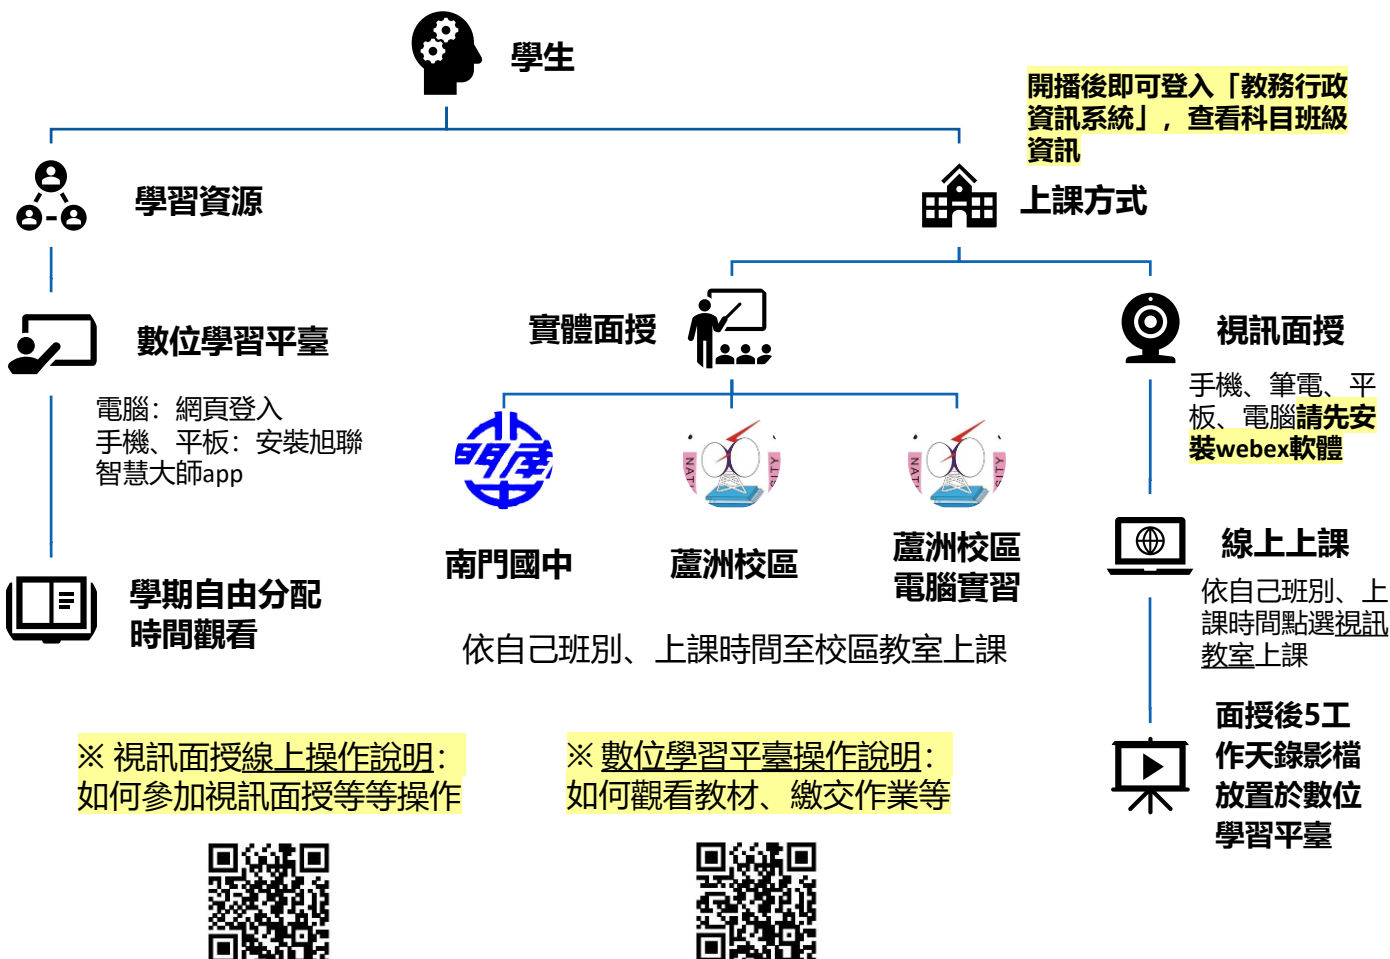 學生
開播後即可登入「教務行政
資訊系統」，查看科目班級
資訊
學習資源
上課方式
數位學習平臺
電腦：網頁登入
手機、平板：安裝旭聯
智慧大師app
學期自由分配
時間觀看
實體面授
南門國中
蘆洲校區
蘆洲校區
電腦實習
依自己班別、上課時間至校區教室上課
視訊面授
手機、筆電、平
板、電腦請先安
裝webex軟體
線上上課
依自己班別、上
課時間點選視訊
教室上課
面授後5工
作天錄影檔
放置於數位
學習平臺
※ 視訊面授線上操作說明：
如何參加視訊面授等等操作
※ 數位學習平臺操作說明：
如何觀看教材、繳交作業等